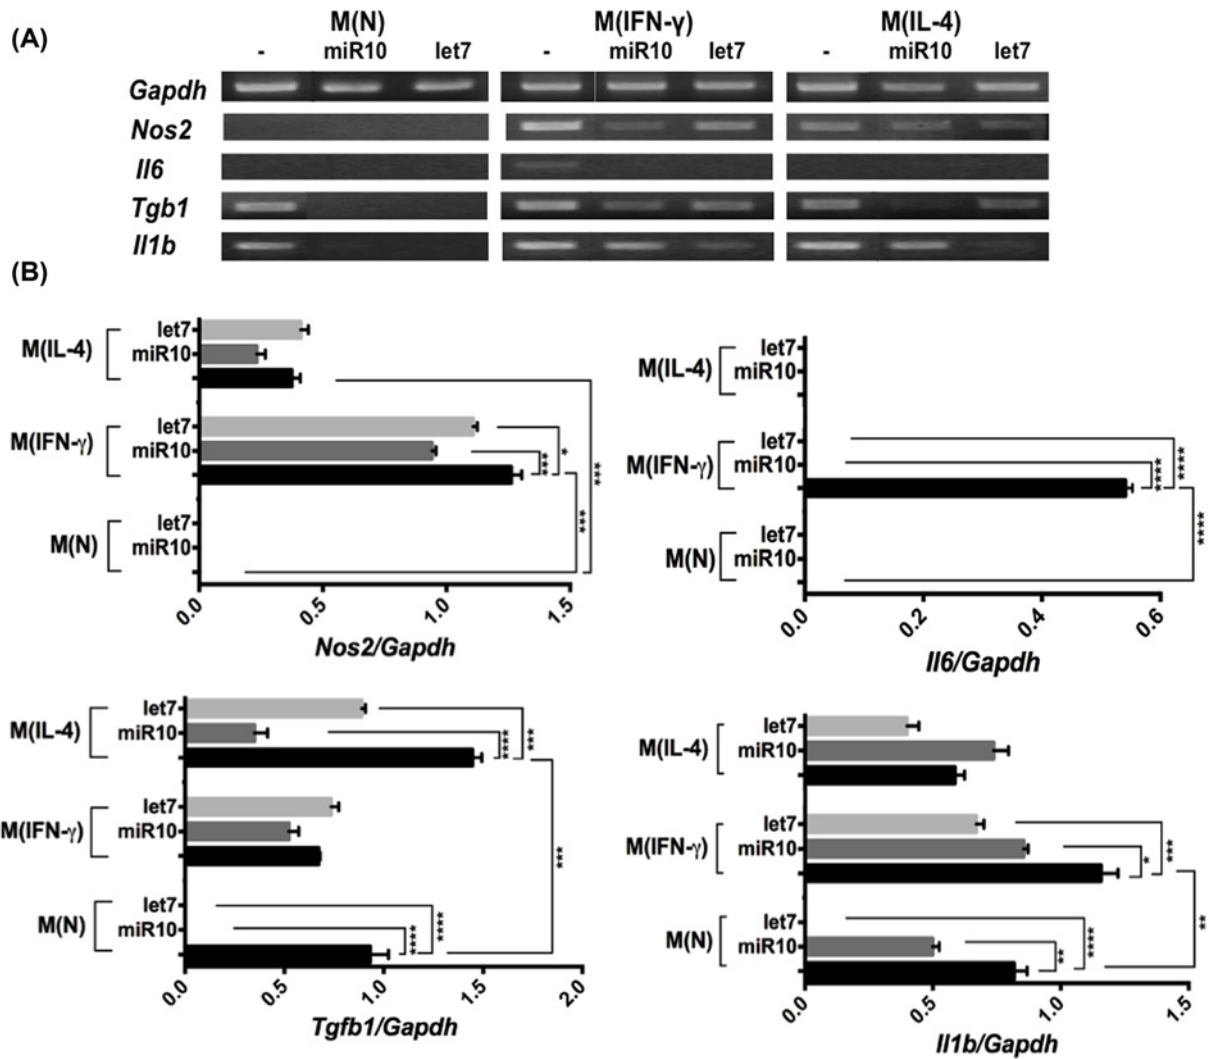 (A)
M(N) M(IFN-γ) M(IL-4)
- miR10 let7 - miR10 let7 - miR10 let7
Gapdh
Nos2
Il6
Tgb1
Il1b
(B)
M(IL-4) let7
miR10
M(IFN-γ) let7
miR10
M(N) let7
miR10
* *** *** ***
0.0 0.5 1.0 1.5
Nos2/Gapdh
M(IL-4) let7
miR10
M(IFN-γ) let7
miR10
M(N) let7
miR10
**** **** ****
0.0 0.2 0.4 0.6
Il6/Gapdh
M(IL-4) let7
miR10
M(IFN-γ) let7
miR10
M(N) let7
miR10
**** *** *** **** ****
0.0 0.5 1.0 1.5 2.0
Tgfb1/Gapdh
M(IL-4) let7
miR10
M(IFN-γ) let7
miR10
M(N) let7
miR10
* *** ** ** ****
0.0 0.5 1.0 1.5
Il1b/Gapdh